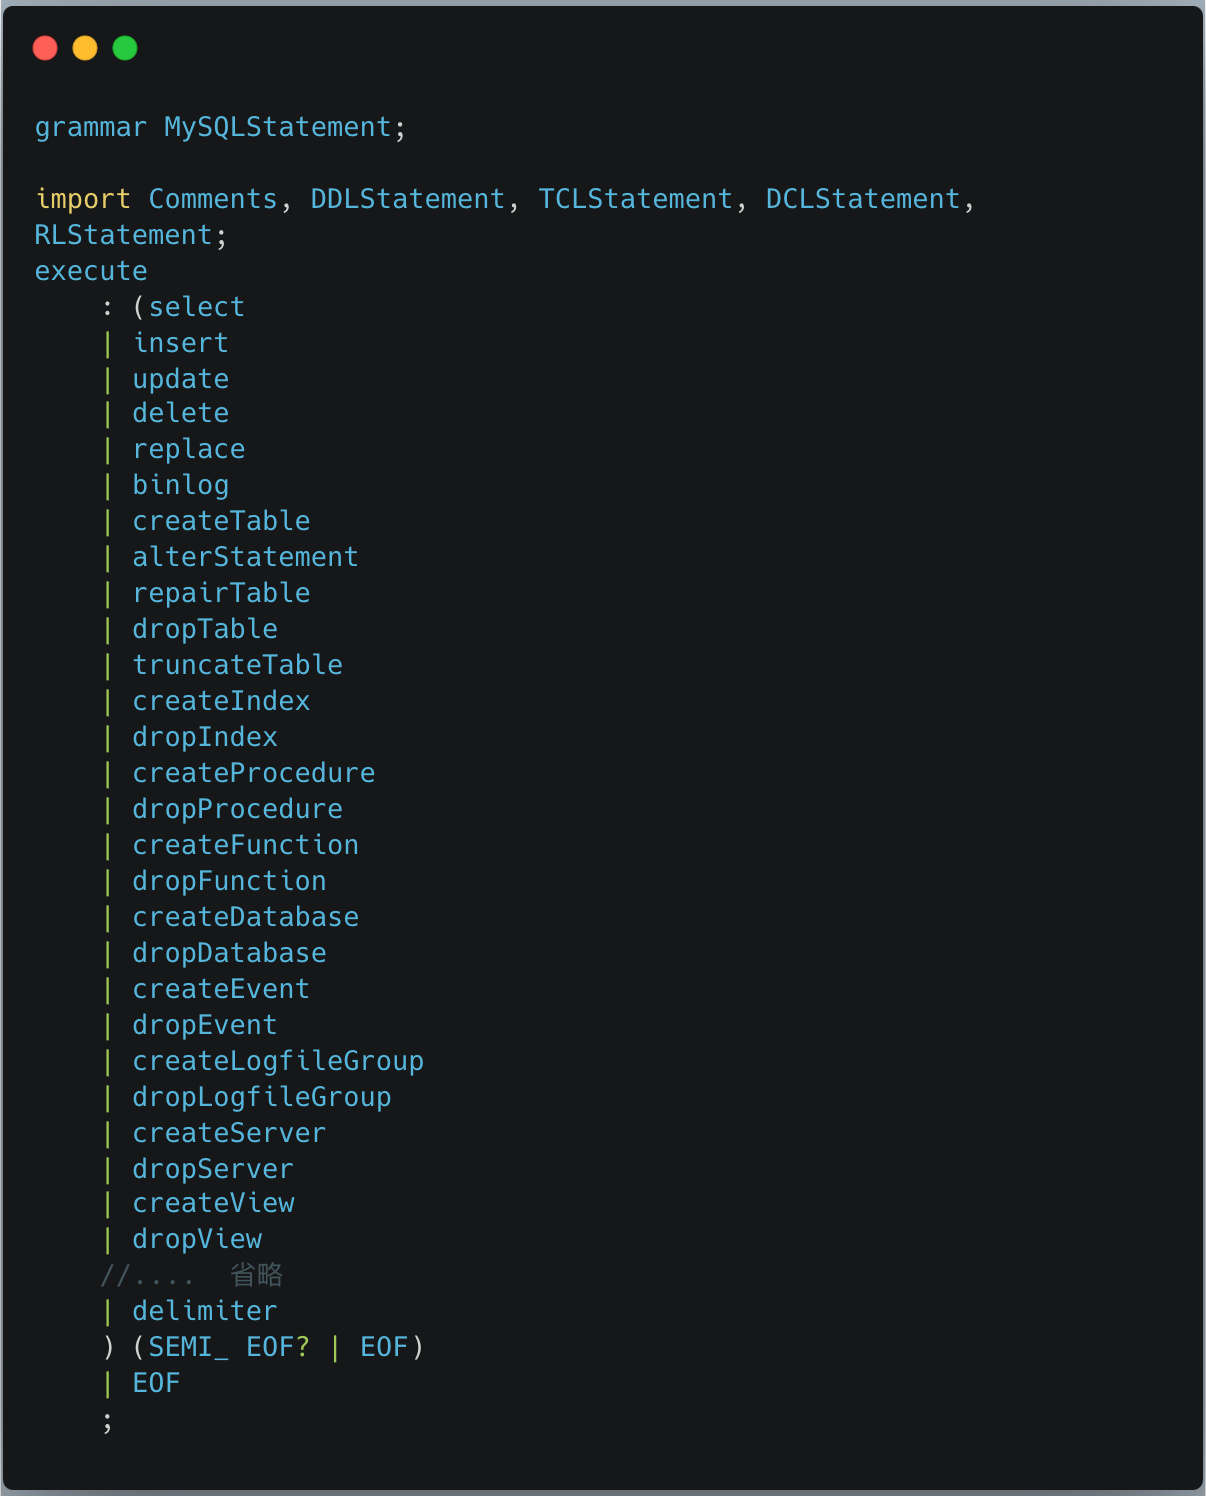 grammar MySQLStatement;
import Comments, DDLStatement, TCLStatement, DCLStatement,
RLStatement;
execute
: (select
| insert
| update
| delete
| replace
| binlog
| createTable
| alterStatement
| repairTable
| dropTable
| truncateTable
| createIndex
| dropIndex
| createProcedure
| dropProcedure
| createFunction
| dropFunction
| createDatabase
| dropDatabase
| createEvent
| dropEvent
| createLogfileGroup
| dropLogfileGroup
| createServer
| dropServer
| createView
| dropView
//.... 省略
| delimiter
) (SEMI_ EOF? | EOF)
| EOF
;